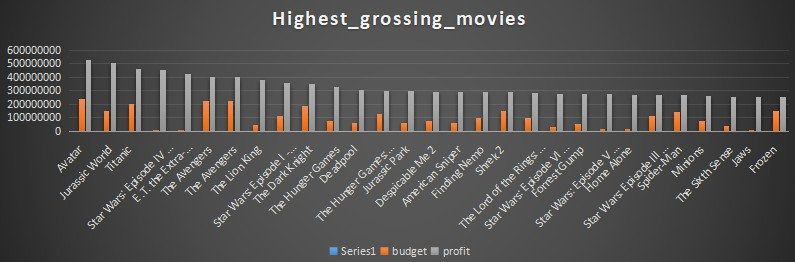 Highest_grossing_movies
600000000
500000000
400000000
300000000
200000000
100000000
0
Avatar
Jurassic World
Titanic
Star Wars: Episode IV ...
E.T. the Extra-...
The Avengers
The Avengers
The Lion King
Star Wars: Episode I -...
The Dark Knight
The Hunger Games
Deadpool
The Hunger Games:...
Jurassic Park
Despicable Me 2
American Sniper
Finding Nemo
Shrek 2
The Lord of the Rings: ...
Star Wars: Episode VI ...
Forrest Gump
Star Wars: Episode V ...
Home Alone
Star Wars: Episode III ...
Spider-Man
Minions
The Sixth Sense
Jaws
Frozen
Series1 budget profit